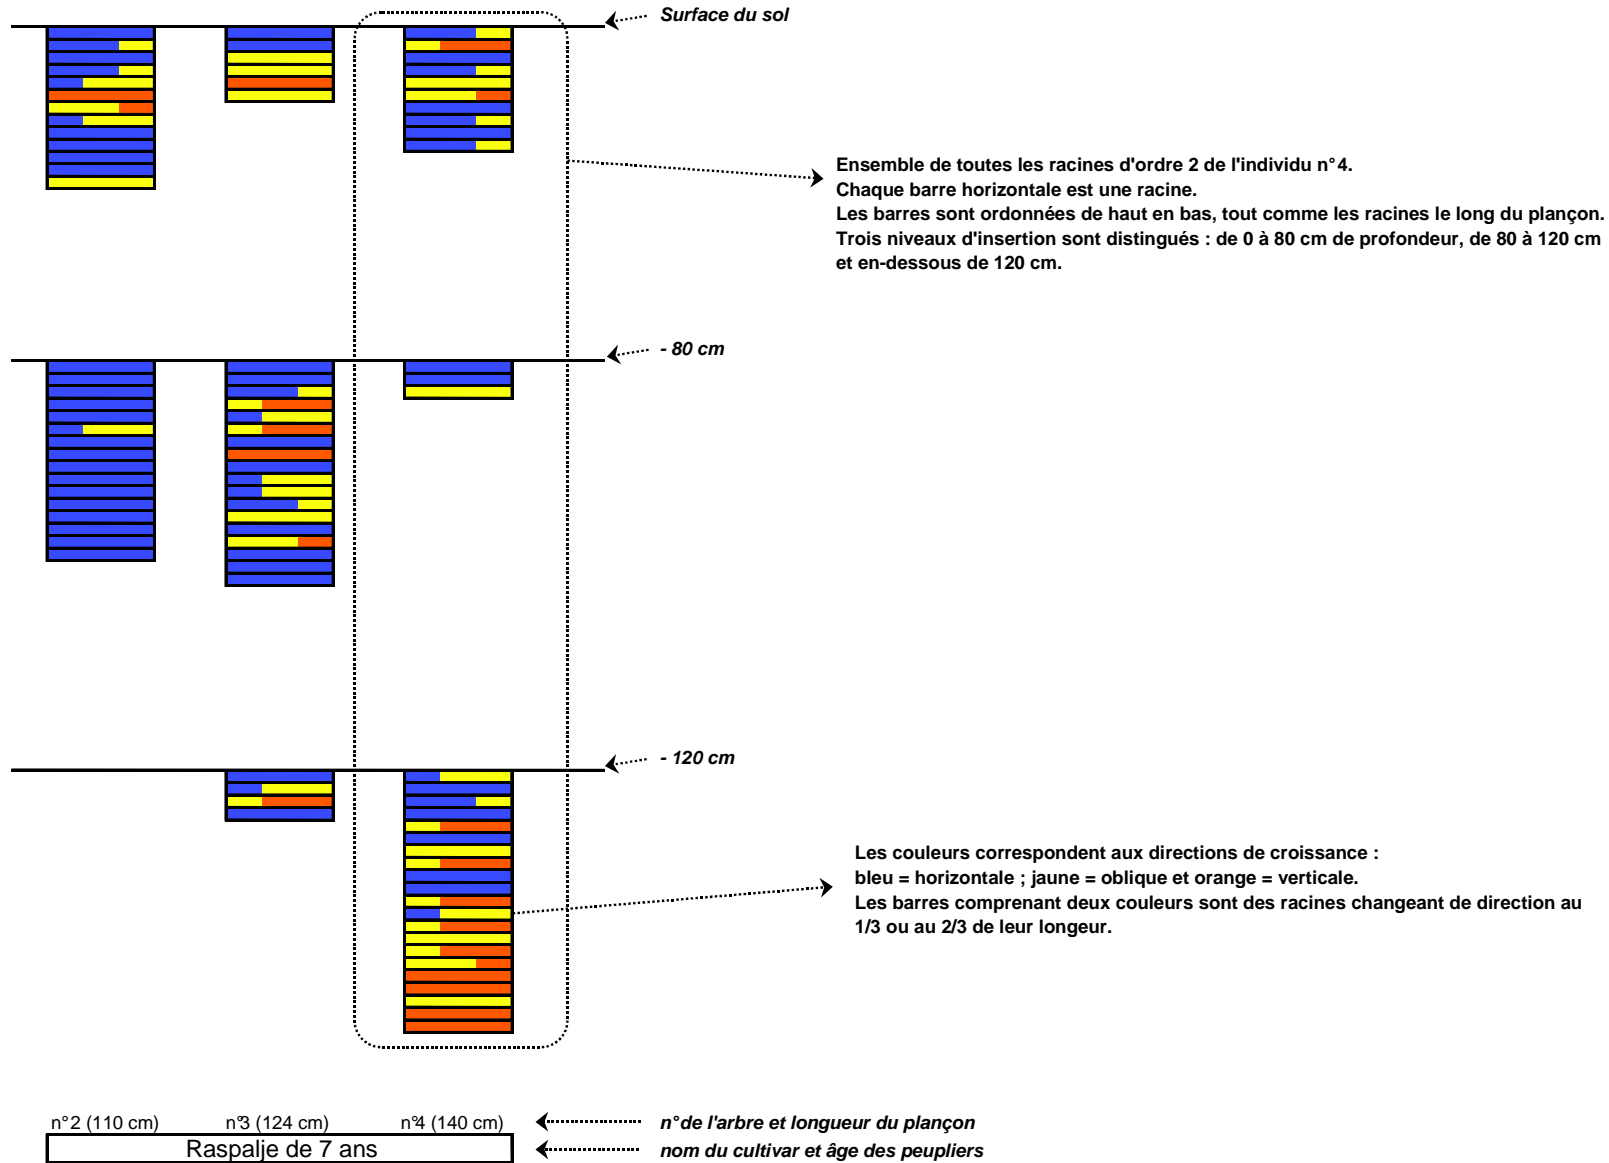 Surface du sol
Ensemble de toutes les racines d'ordre 2 de l'individu n°4.
Chaque barre horizontale est une racine.
Les barres sont ordonnées de haut en bas, tout comme les racines le long du plançon.
Trois niveaux d'insertion sont distingués : de 0 à 80 cm de profondeur, de 80 à 120 cm
et en-dessous de 120 cm.
- 80 cm
- 120 cm
Les couleurs correspondent aux directions de croissance :
bleu = horizontale ; jaune = oblique et orange = verticale.
Les barres comprenant deux couleurs sont des racines changeant de direction au
1/3 ou au 2/3 de leur longeur.
n°2 (110 cm) n°3 (124 cm) n°4 (140 cm) n°de l'arbre et longueur du plançon
Raspalje de 7 ans nom du cultivar et âge des peupliers